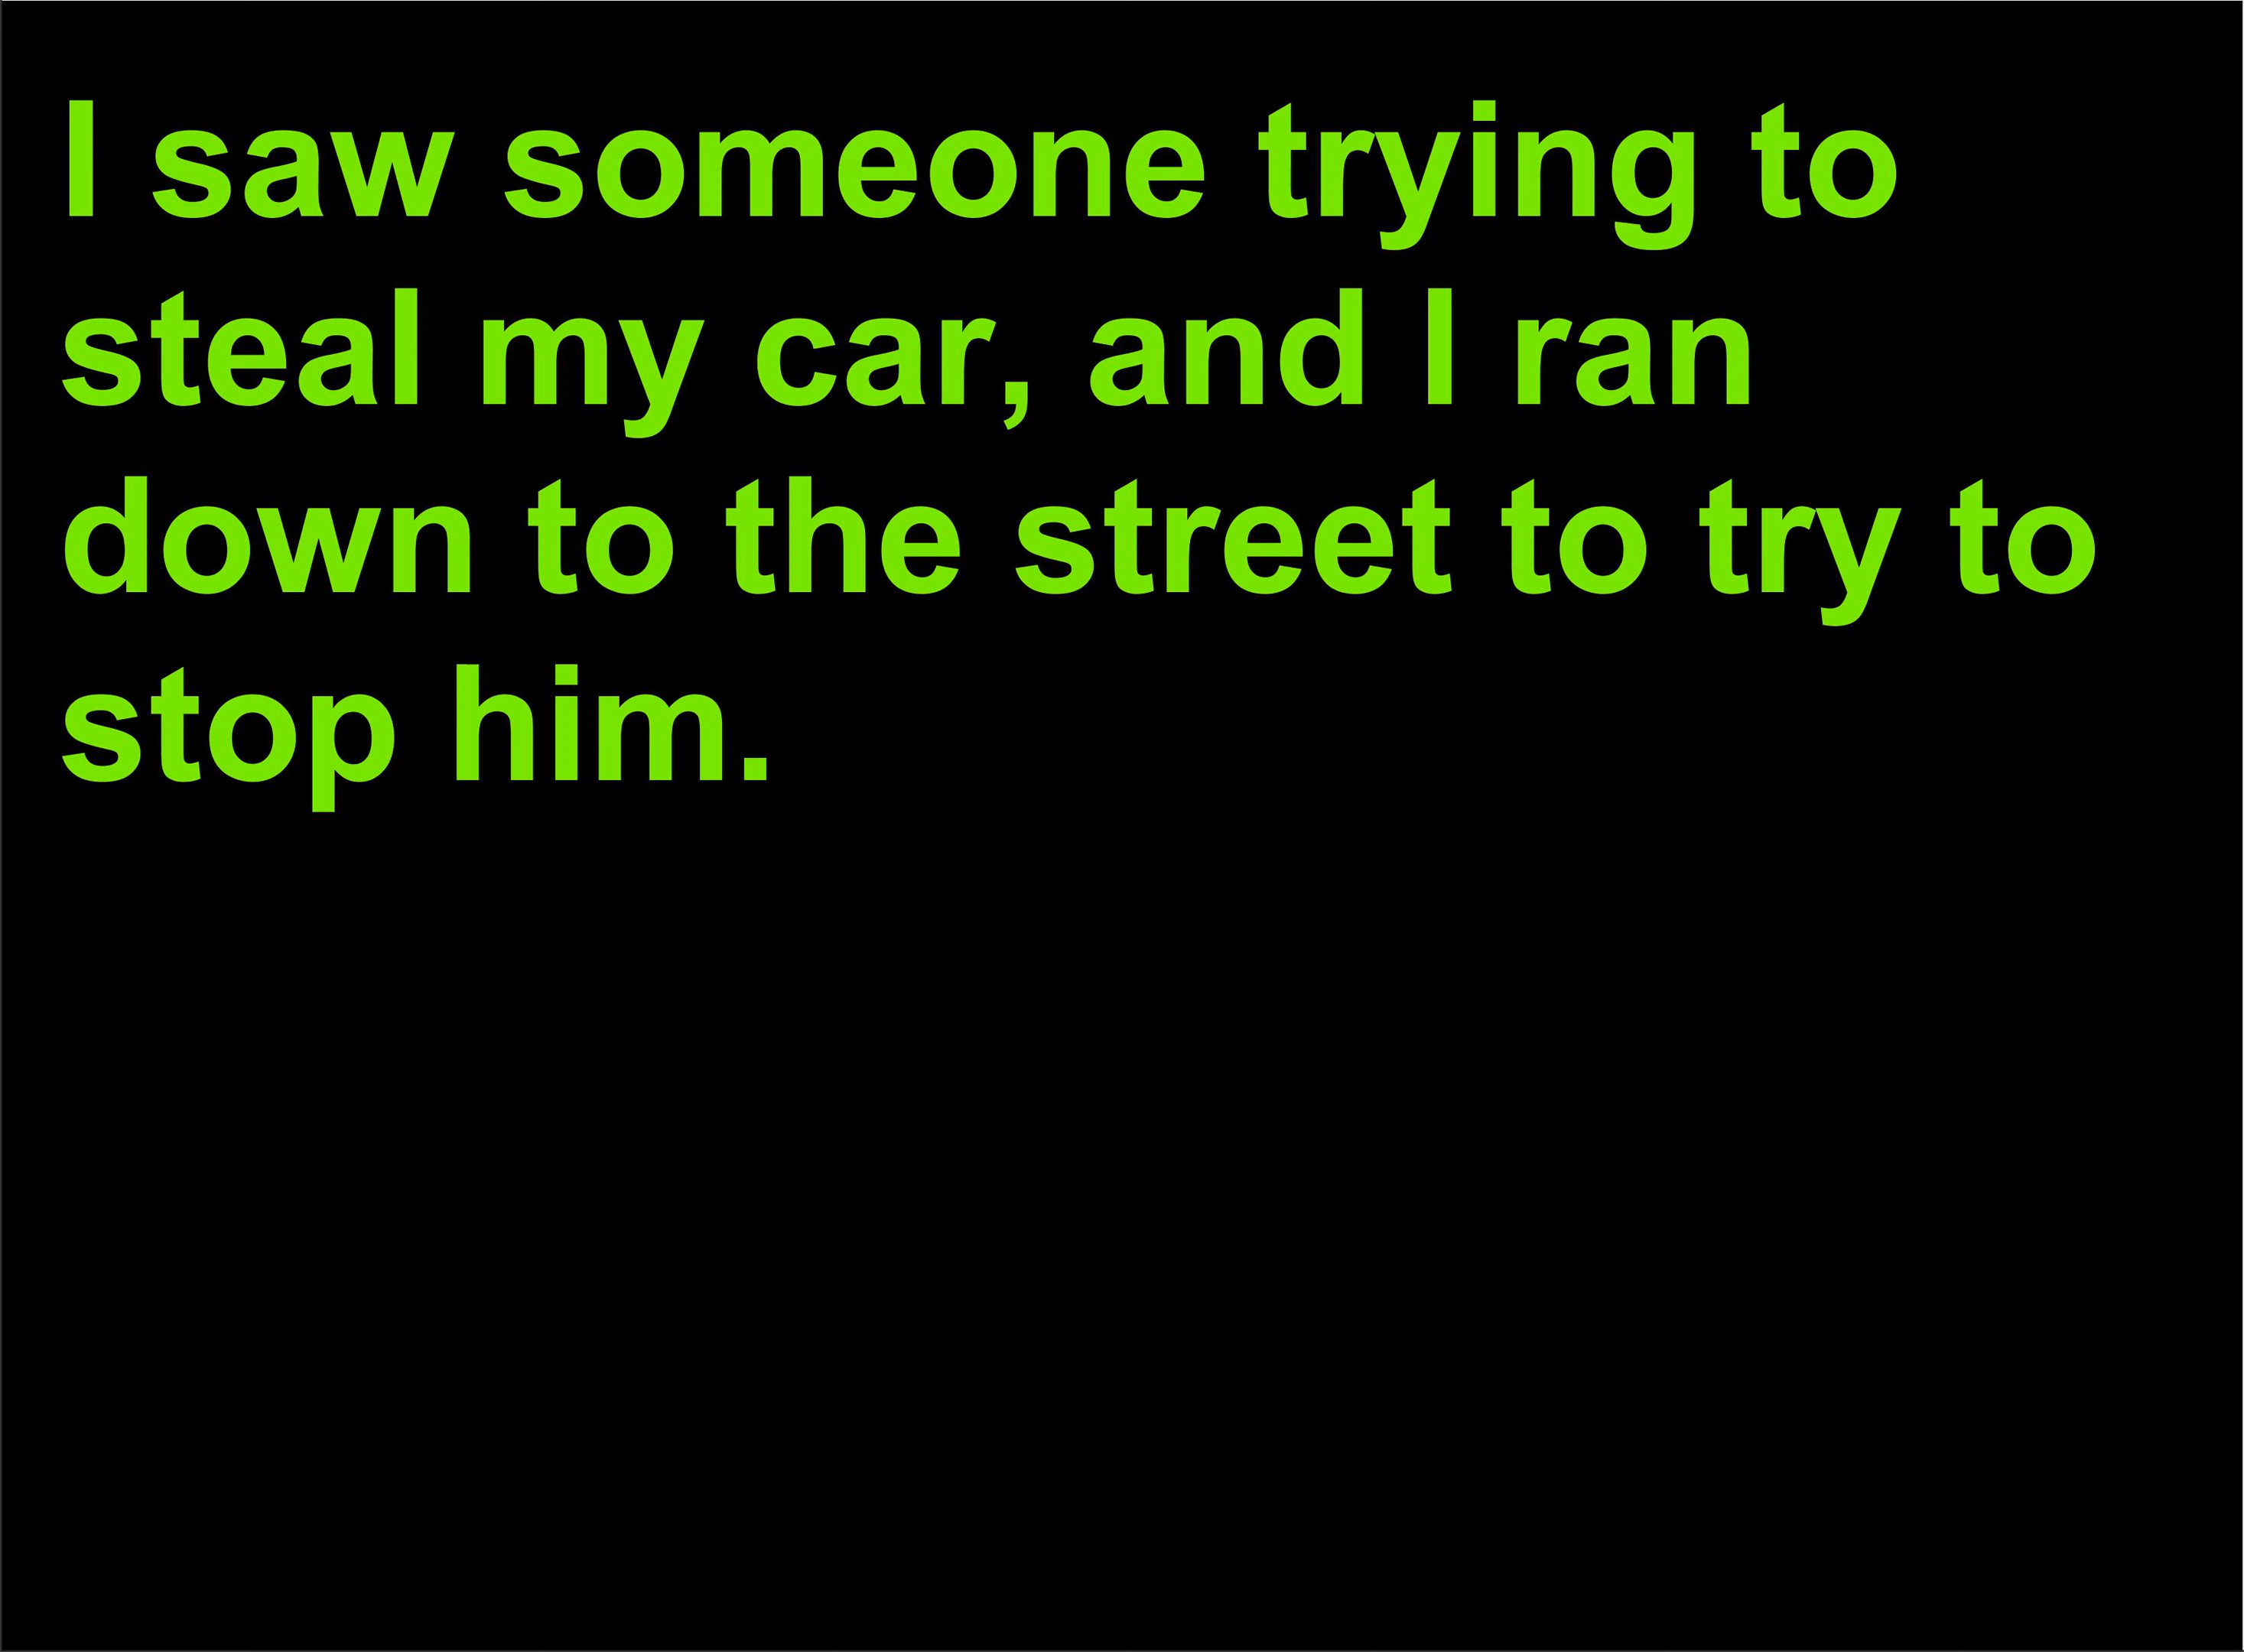 I saw someone trying to
steal my car, and I ran
down to the street to try to
stop him.